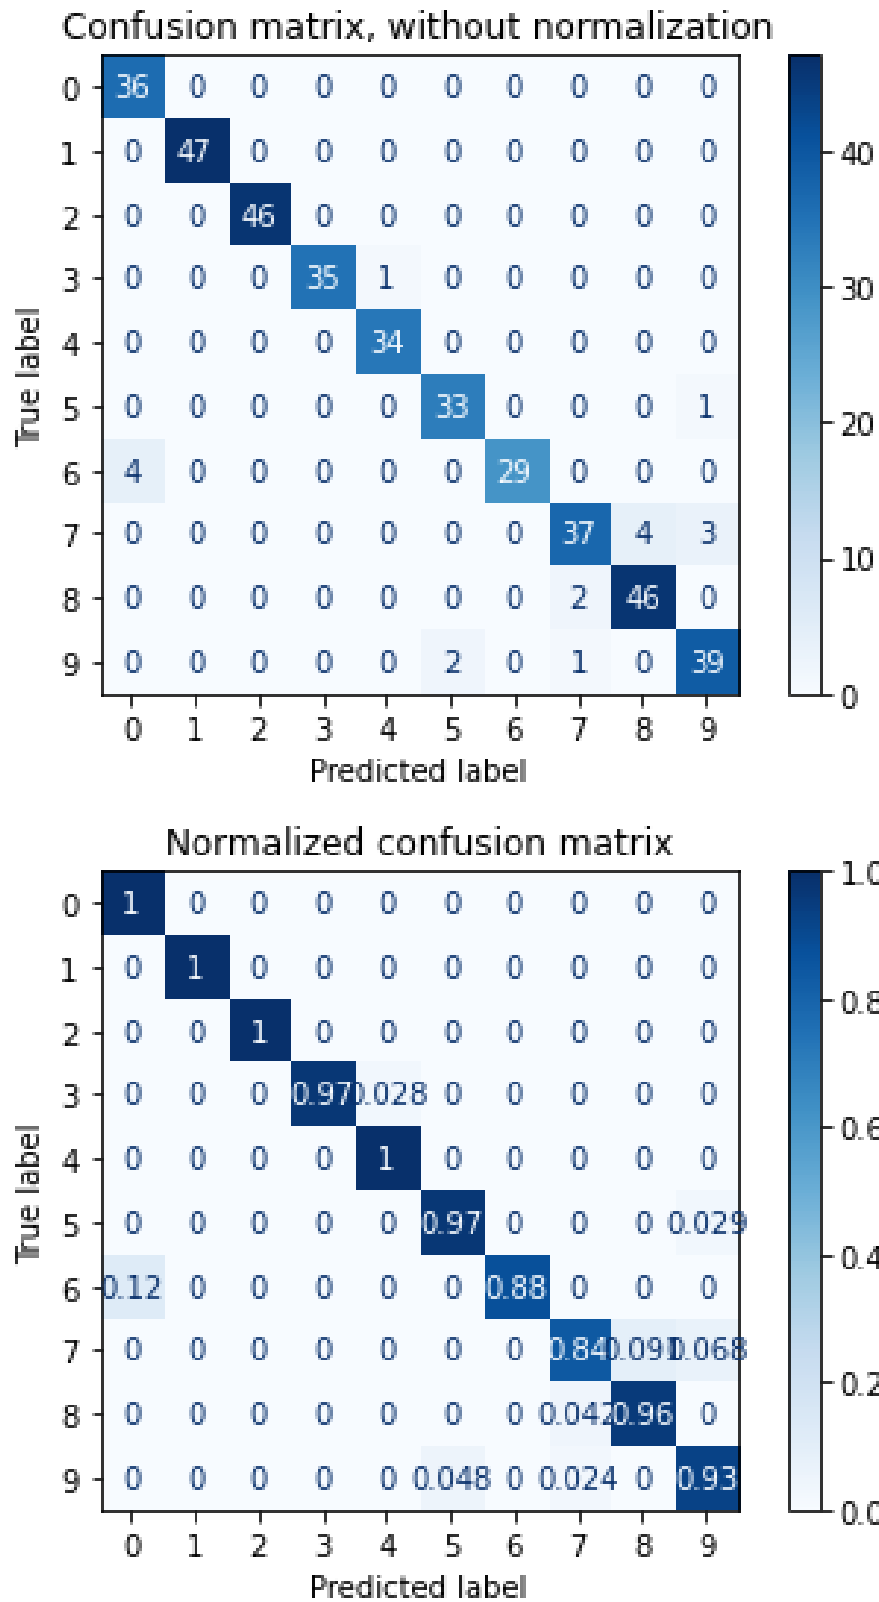 Confusion matrix, without normalization
0 36 0 0 0 0 0 0 0 0 0
1 0 47 0 0 0 0 0 0 0 0 40
2 0 0 46 0 0 0 0 0 0 0
3 0 0 0 35 1 0 0 0 0 0 30
4 0 0 0 0 34 0 0 0 0 0
5 0 0 0 0 0 33 0 0 0 1 20
6 4 0 0 0 0 0 29 0 0 0
7 0 0 0 0 0 0 0 37 4 3 10
8 0 0 0 0 0 0 0 2 46 0
9 0 0 0 0 0 2 0 1 0 39 0
True label
0 1 2 3 4 5 6 7 8 9
Predicted label
Normalized confusion matrix
0 1 0 0 0 0 0 0 0 0 0 1.0
1 0 1 0 0 0 0 0 0 0 0
2 0 0 1 0 0 0 0 0 0 0 0.8
3 0 0 0 0.97 0.028 0 0 0 0 0
4 0 0 0 0 1 0 0 0 0 0 0.6
5 0 0 0 0 0 0.97 0 0 0 0.029
6 0.12 0 0 0 0 0 0.88 0 0 0 0.4
7 0 0 0 0 0 0 0 0.84 0.091 0.068 0.2
8 0 0 0 0 0 0 0 0.042 0.96 0
9 0 0 0 0 0 0.048 0 0.024 0 0.93 0.0
True label
0 1 2 3 4 5 6 7 8 9
Predicted label